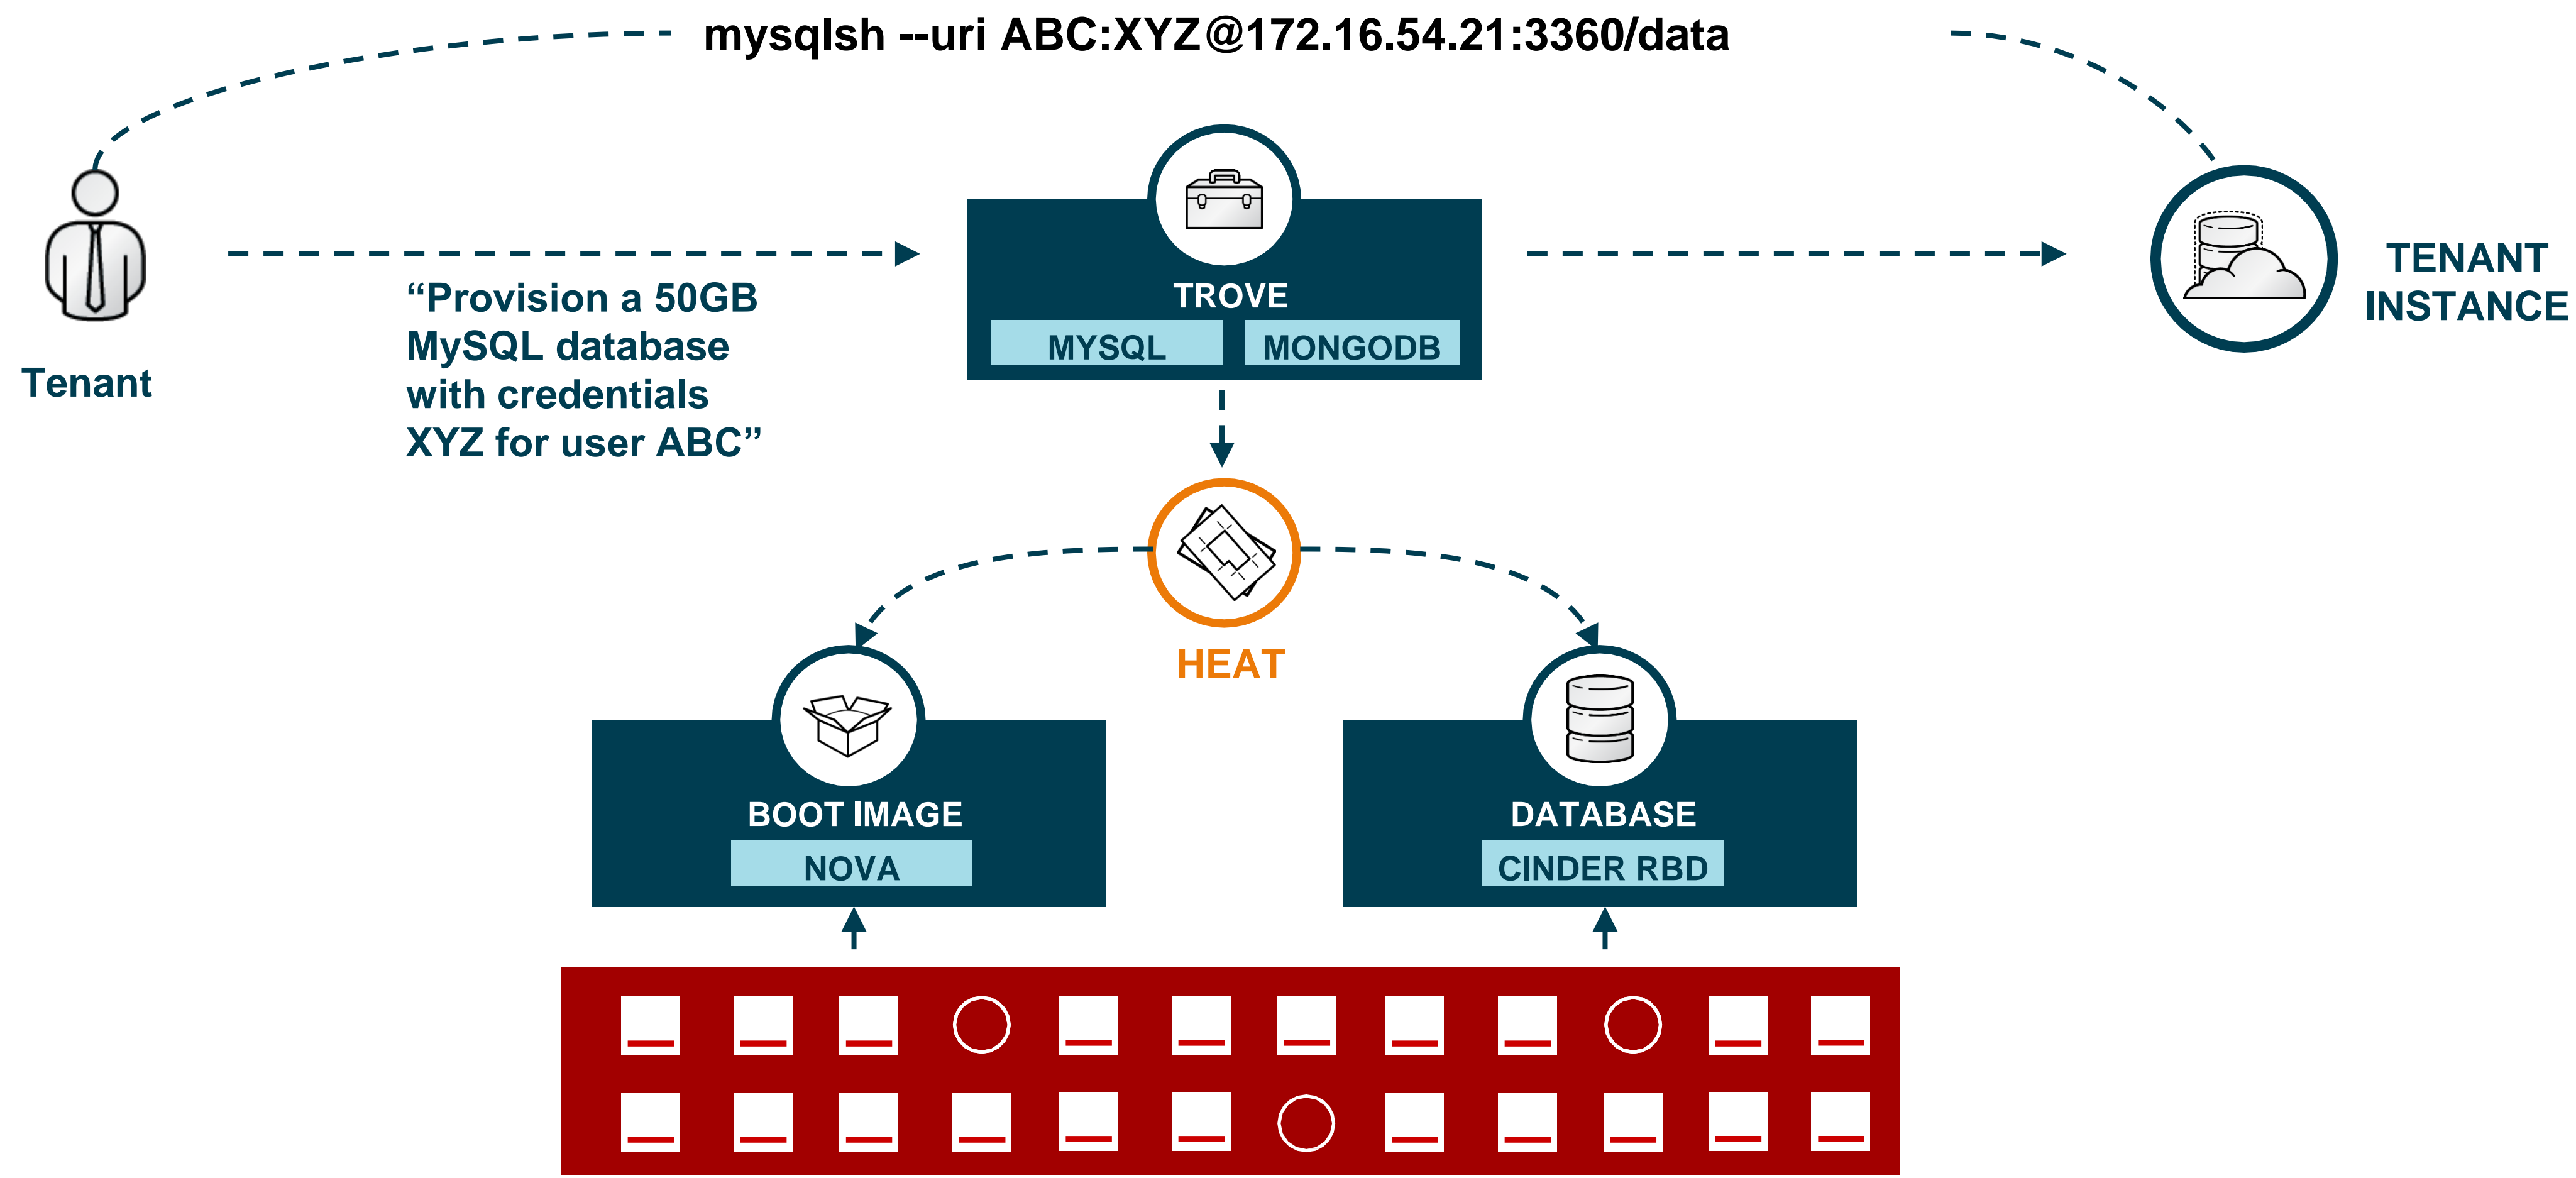 mysqlsh --uri ABC:XYZ@172.16.54.21:3360/data
Tenant
“Provision a 50GB
MySQL database
with credentials
XYZ for user ABC”
TROVE
MYSQL
MONGODB
TENANT
INSTANCE
HEAT
BOOT IMAGE
NOVA
DATABASE
CINDER RBD